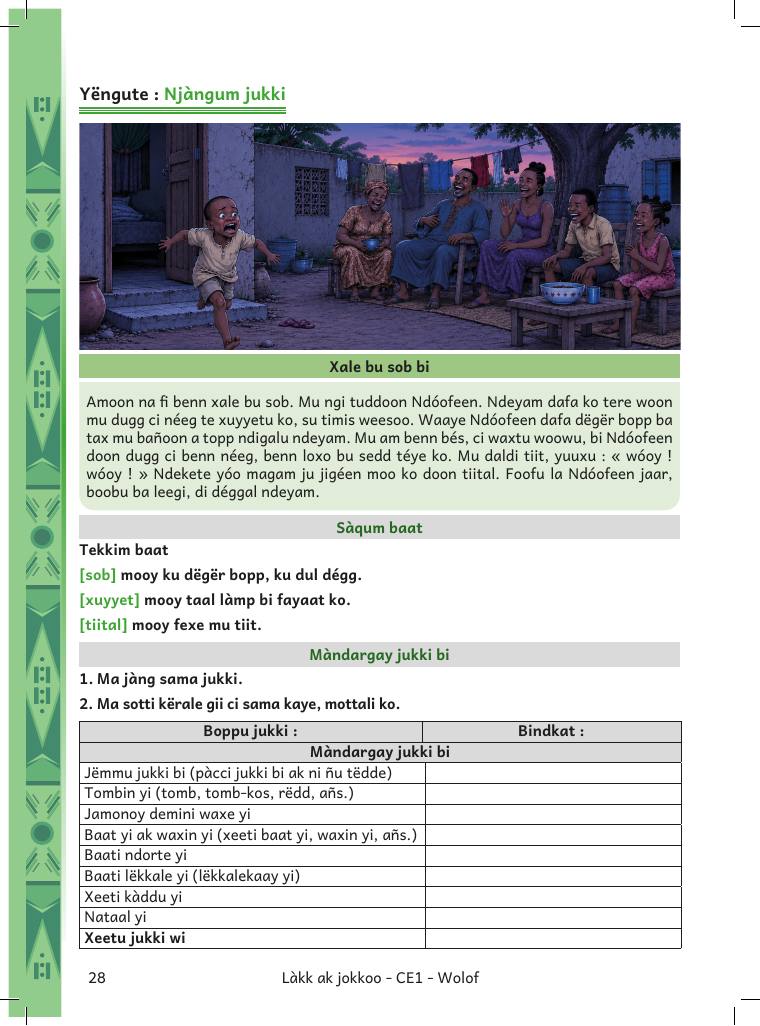 Yëngute : Njàngum jukki
Xale bu sob bi
Amoon na fi benn xale bu sob. Mu ngi tuddoon Ndóofeen. Ndeyam dafa ko tere woon
mu dugg ci néeg te xuyyetu ko, su timis weesoo. Waaye Ndóofeen dafa dëgër bopp ba
tax mu bañoon a topp ndigalu ndeyam. Mu am benn bés, ci waxtu woowu, bi Ndóofeen
doon dugg ci benn néeg, benn loxo bu sedd téye ko. Mu daldi tiit, yuuxu : « wóoy !
wóoy ! » Ndekete yóo magam ju jigéen moo ko doon tiital. Foofu la Ndóofeen jaar,
boobu ba leegi, di déggal ndeyam.
Sàqum baat
Tekkim baat
[sob] mooy ku dëgër bopp, ku dul dégg.
[xuyyet] mooy taal làmp bi fayaat ko.
[tiital] mooy fexe mu tiit.
Màndargay jukki bi
1. Ma jàng sama jukki.
2. Ma sotti kërale gii ci sama kaye, mottali ko.
Boppu jukki : Bindkat :
Màndargay jukki bi
Jëmmu jukki bi (pàcci jukki bi ak ni ñu tëdde)
Tombin yi (tomb, tomb-kos, rëdd, añs.)
Jamonoy demini waxe yi
Baat yi ak waxin yi (xeeti baat yi, waxin yi, añs.)
Baati ndorte yi
Baati lëkkale yi (lëkkalekaay yi)
Xeeti kàddu yi
Nataal yi
Xeetu jukki wi
28 Làkk ak jokkoo - CE1 - Wolof